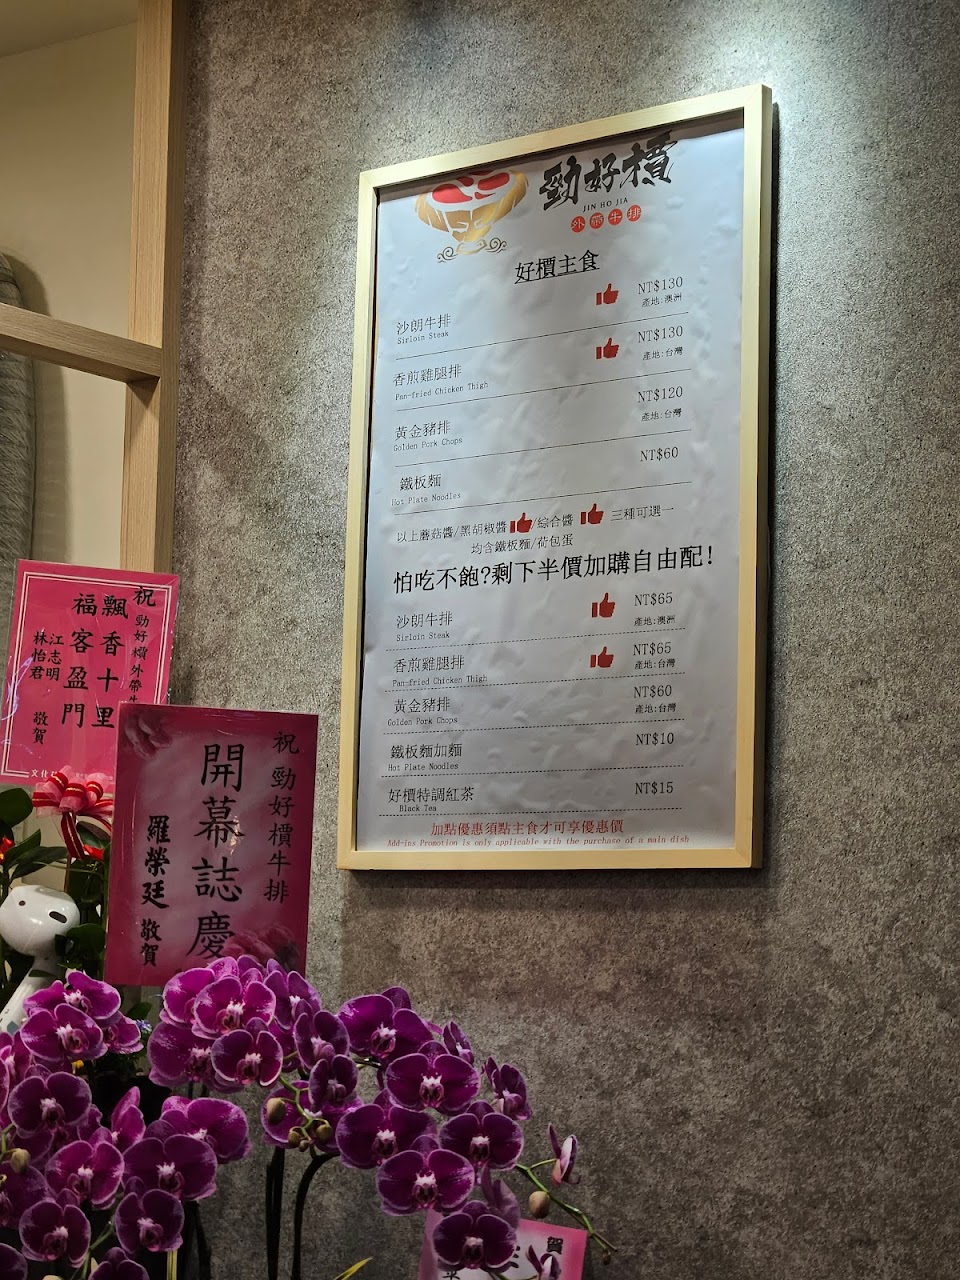 勁好檟
JIN HO JIA
外帶牛排
好檟主食
沙朗牛排
Sirloin Steak
NT$130
產地:澳洲
香煎雞腿排
Pan-fried Chicken Thigh
NT$130
產地:台灣
黃金豬排
Golden Pork Chops
NT$120
產地:台灣
鐵板麵
Hot Plate Noodles
NT$60
以上蘑菇醬/黑胡椒醬/綜合醬 三種可選一
均含鐵板麵/荷包蛋
怕吃不飽?剩下半價加購自由配!
沙朗牛排
Sirloin Steak
NT$65
產地:澳洲
香煎雞腿排
Pan-fried Chicken Thigh
NT$65
產地:台灣
黃金豬排
Golden Pork Chops
NT$60
產地:台灣
鐵板麵加麵
Hot Plate Noodles
NT$10
好檟特調紅茶
Black Tea
NT$15
加點優惠須點主食才可享優惠價
Add-ins Promotion is only applicable with the purchase of a main dish
祝 勁好檟外帶牛
飄香十里
福客盈門
江志明
林怡君
敬賀
文化
祝 勁好檟牛排
開幕誌慶
羅榮廷 敬賀
賀